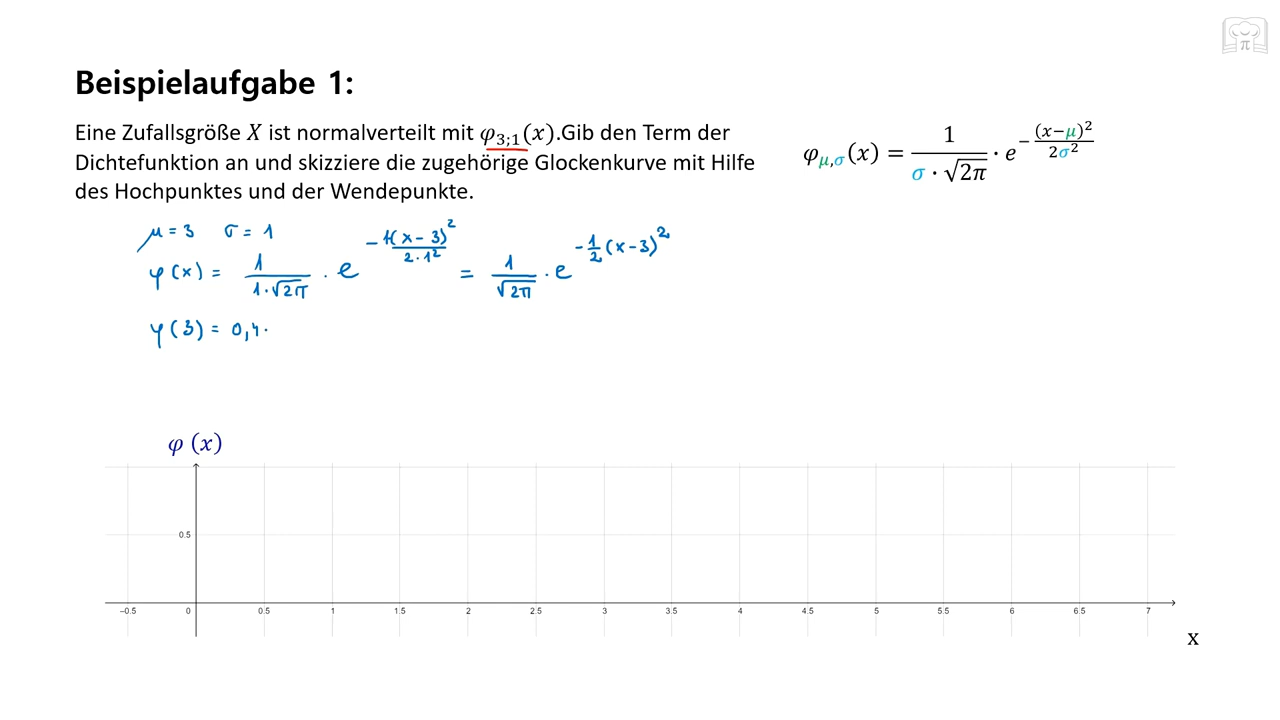 Beispielaufgabe 1:
Eine Zufallsgröße X ist normalverteilt mit φ₃;₁(x).Gib den Term der
Dichtefunktion an und skizziere die zugehörige Glockenkurve mit Hilfe
des Hochpunktes und der Wendepunkte.
φ_μ,σ(x) = 1/(σ · √2π) · e^(−(x−μ)²/(2σ²))
μ = 3 σ = 1
φ(x) = 1/(1·√2π) · e^(−1(x−3)²/(2·1²)) = 1/√2π · e^(−1/2(x−3)²)
φ(3) = 0,4·
φ (x)
0.5
−0.5 0 0.5 1 1.5 2 2.5 3 3.5 4 4.5 5 5.5 6 6.5 7
x
π